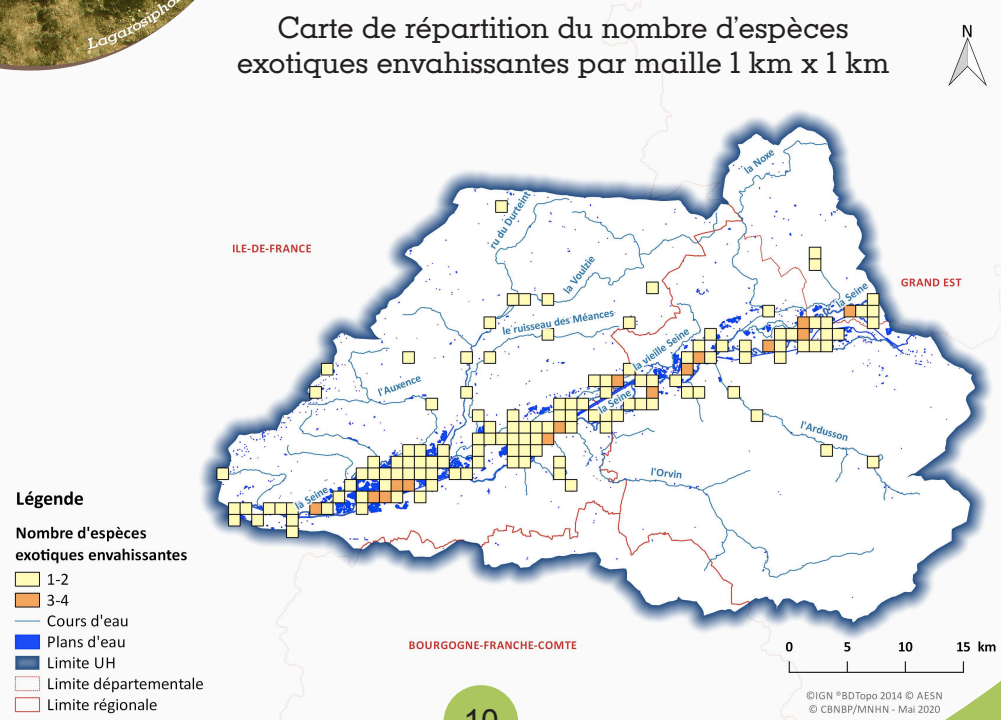 Carte de répartition du nombre d'espèces
exotiques envahissantes par maille 1 km x 1 km
N
la Noxe
ru du Durteint
ILE-DE-FRANCE
la Voulzie
GRAND EST
la Seine
le ruisseau des Méances
la vieille Seine
l'Auxence
la Seine
l'Ardusson
l'Orvin
la Seine
Légende
Nombre d'espèces
exotiques envahissantes
1-2
3-4
Cours d'eau
Plans d'eau
Limite UH
Limite départementale
Limite régionale
BOURGOGNE-FRANCHE-COMTE
0 5 10 15 km
©IGN ®BDTopo 2014 © AESN
© CBNBP/MNHN - Mai 2020
10